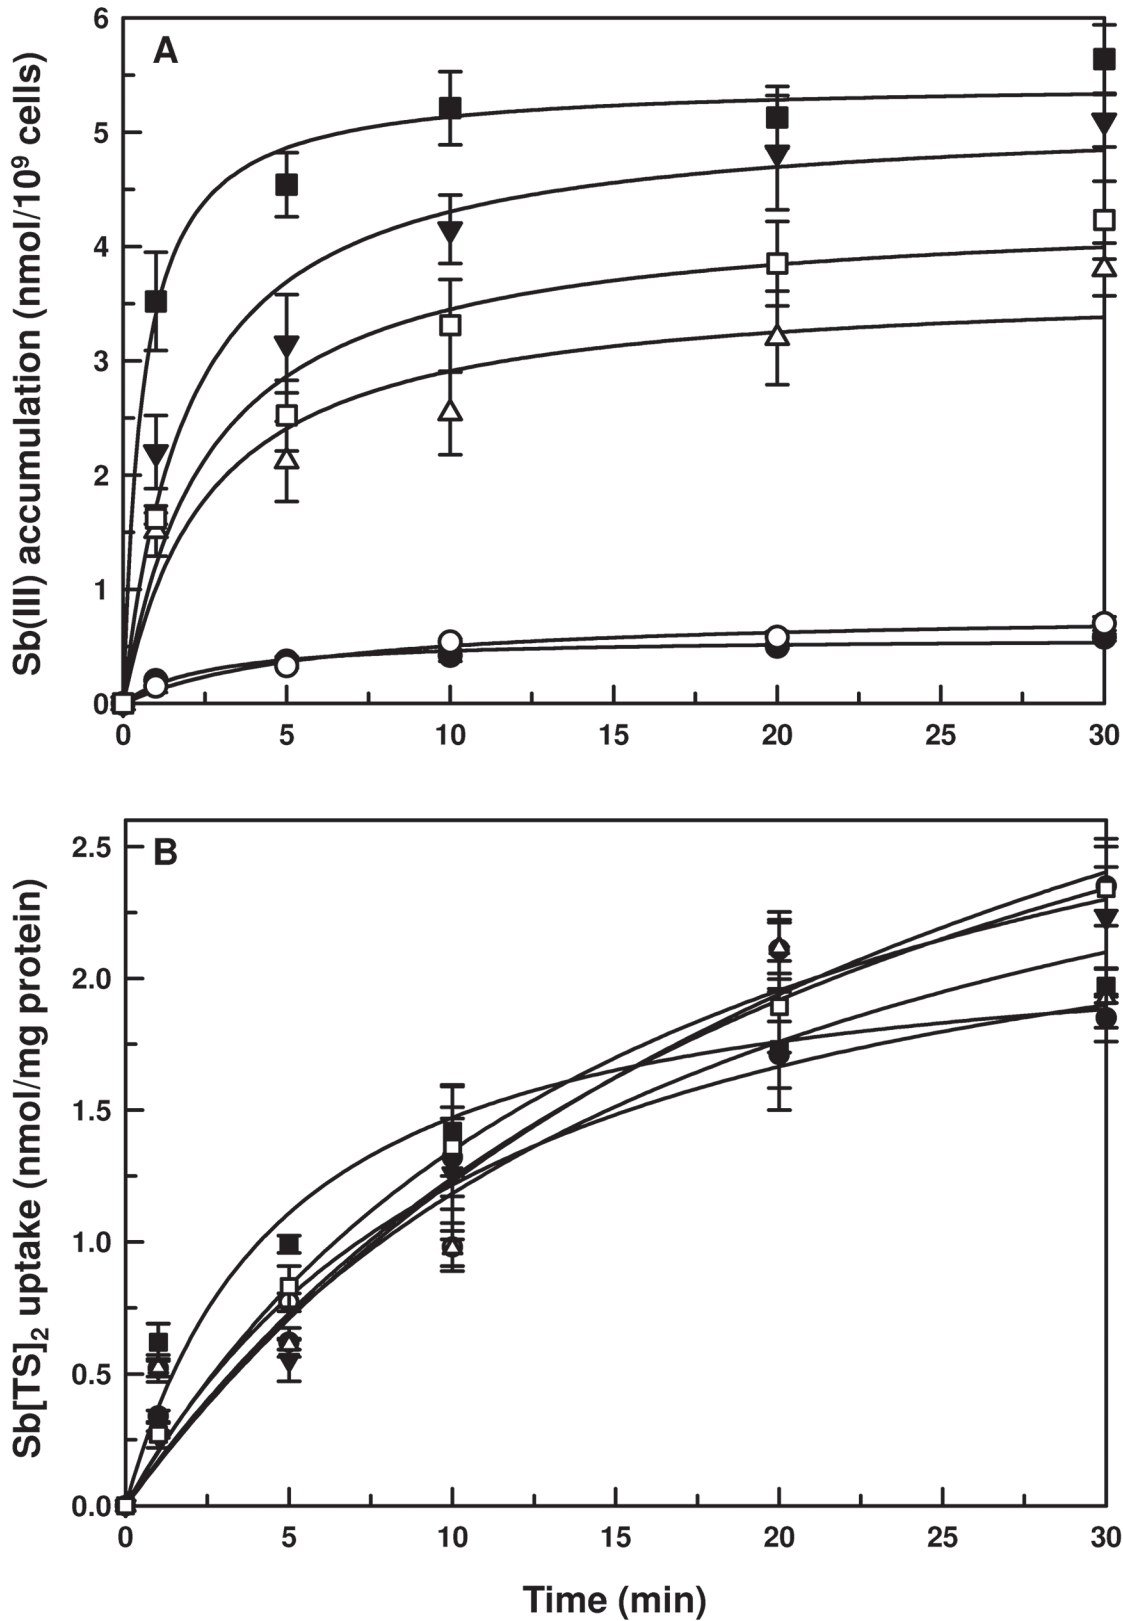 A
Sb(III) accumulation (nmol/10⁹ cells)
6
5
4
3
2
1
0
0 5 10 15 20 25 30
B
Sb[TS]₂ uptake (nmol/mg protein)
2.5
2.0
1.5
1.0
0.5
0.0
0 5 10 15 20 25 30
Time (min)